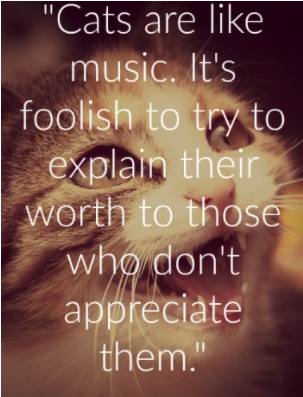 "Cats are like
music. It's
foolish to try to
explain their
worth to those
who don't
appreciate
them."